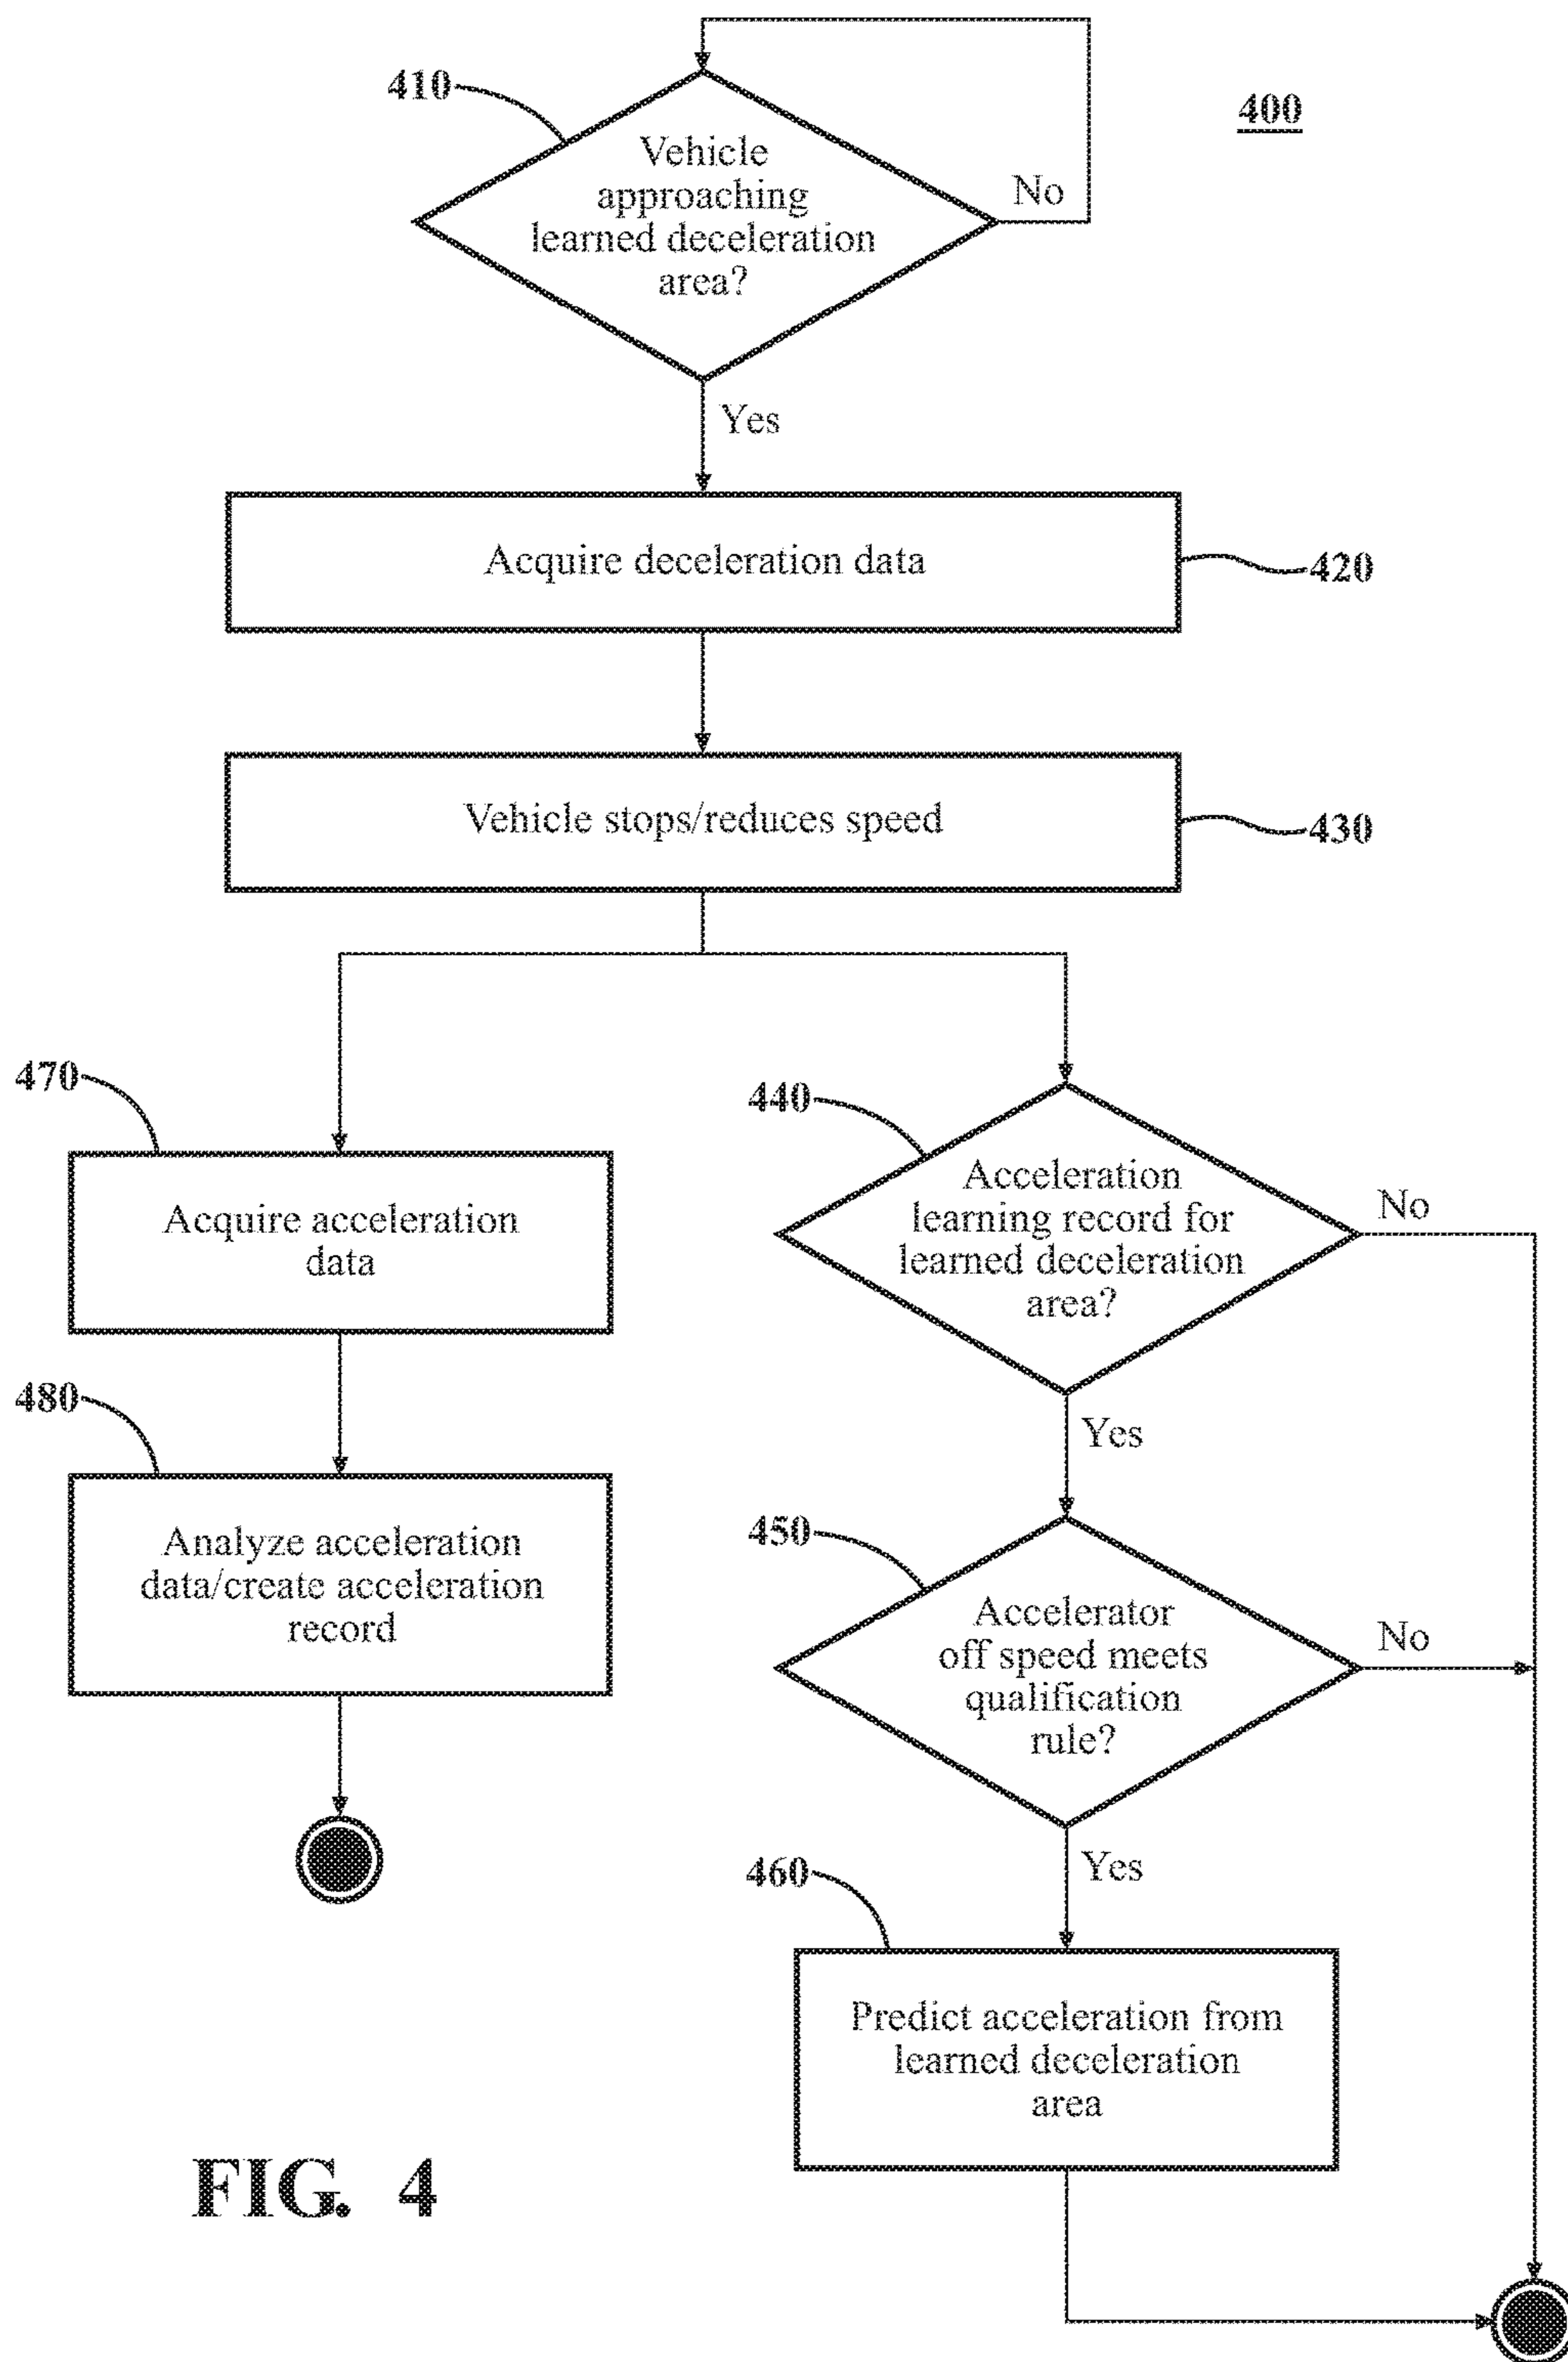 400
410
Vehicle
approaching
learned deceleration
area?
No
Yes
Acquire deceleration data
420
Vehicle stops/reduces speed
430
470
Acquire acceleration
data
440
Acceleration
learning record for
learned deceleration
area?
No
Yes
480
Analyze acceleration
data/create acceleration
record
450
Accelerator
off speed meets
qualification
rule?
No
Yes
460
Predict acceleration from
learned deceleration
area
FIG. 4